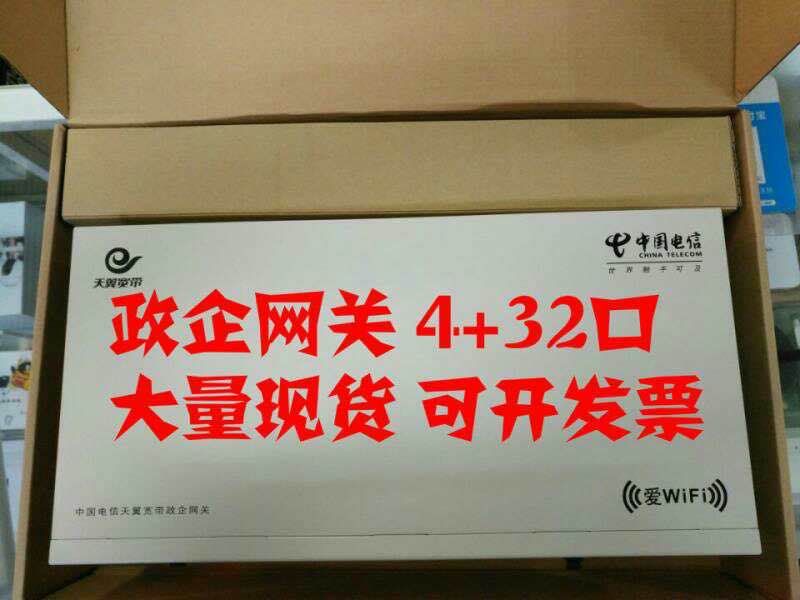 天翼宽带
中国电信
CHINA TELECOM
世界触手可及
政企网关 4+32口
大量现货 可开发票
中国电信天翼宽带政企网关
爱WiFi